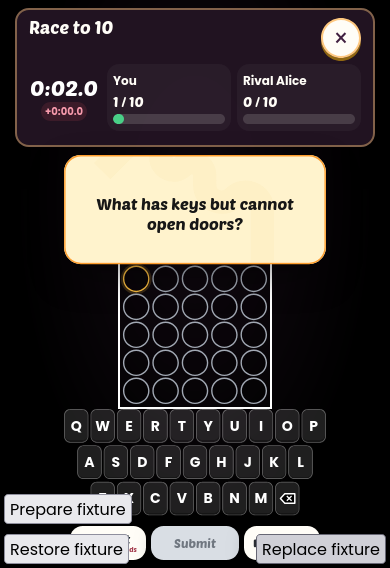 Race to 10
×
0:02.0
+0:00.0
You
1 / 10
Rival Alice
0 / 10
What has keys but cannot
open doors?
Q W E R T Y U I O P
A S D F G H J K L
C V B N M
Prepare fixture
Submit
Restore fixture
Replace fixture